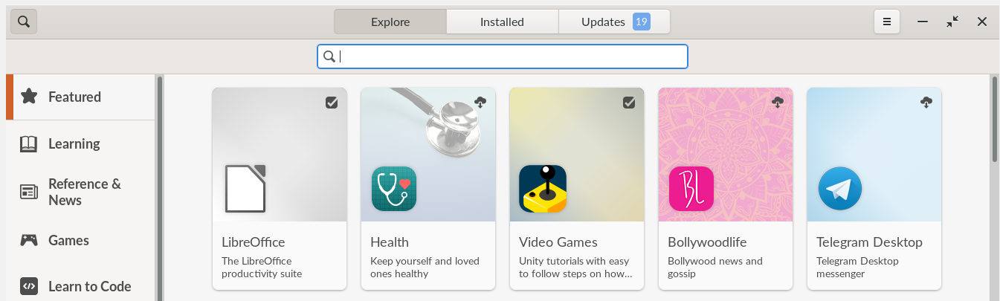 Explore
Installed
Updates 19
Featured
Learning
Reference &
News
Games
Learn to Code
LibreOffice
The LibreOffice
productivity suite
Health
Keep yourself and loved
ones healthy
Video Games
Unity tutorials with easy
to follow steps on how...
BL
Bollywoodlife
Bollywood news and
gossip
Telegram Desktop
Telegram Desktop
messenger